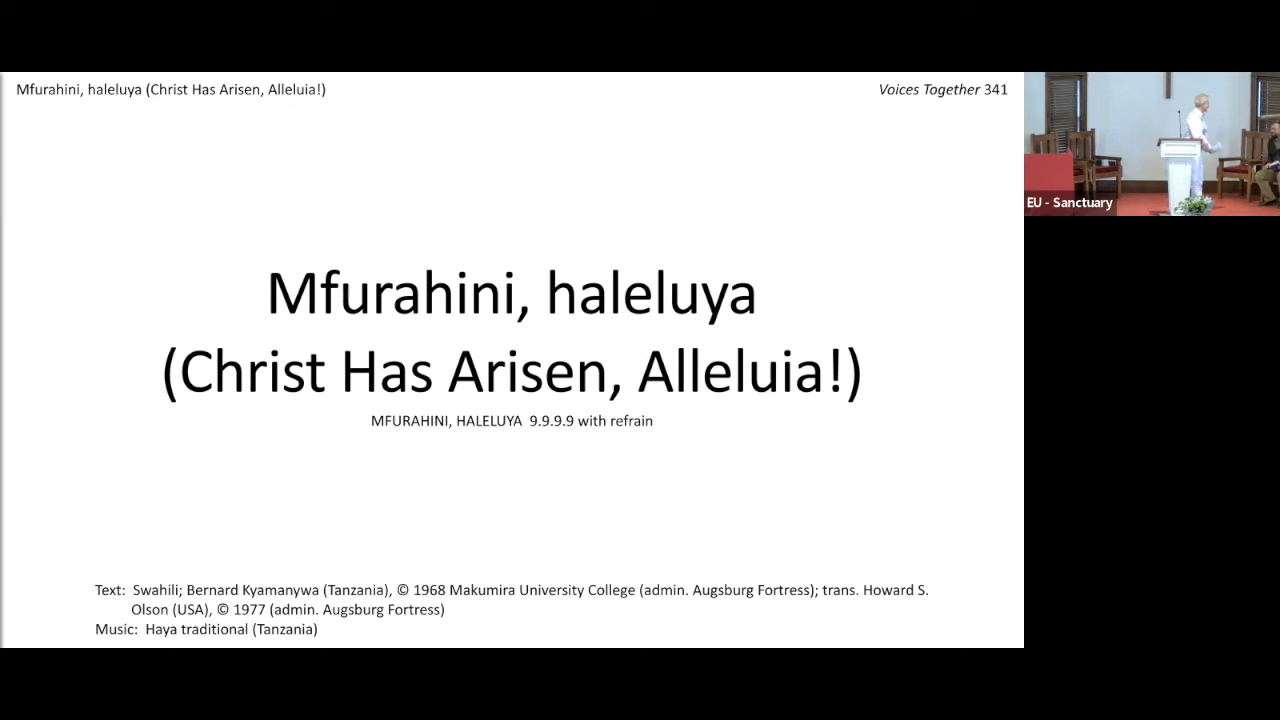 Mfurahini, haleluya (Christ Has Arisen, Alleluia!)
Voices Together 341
EU - Sanctuary
Mfurahini, haleluya
(Christ Has Arisen, Alleluia!)
MFURAHINI, HALELUYA 9.9.9.9 with refrain
Text: Swahili; Bernard Kyamanywa (Tanzania), © 1968 Makumira University College (admin. Augsburg Fortress); trans. Howard S.
Olson (USA), © 1977 (admin. Augsburg Fortress)
Music: Haya traditional (Tanzania)